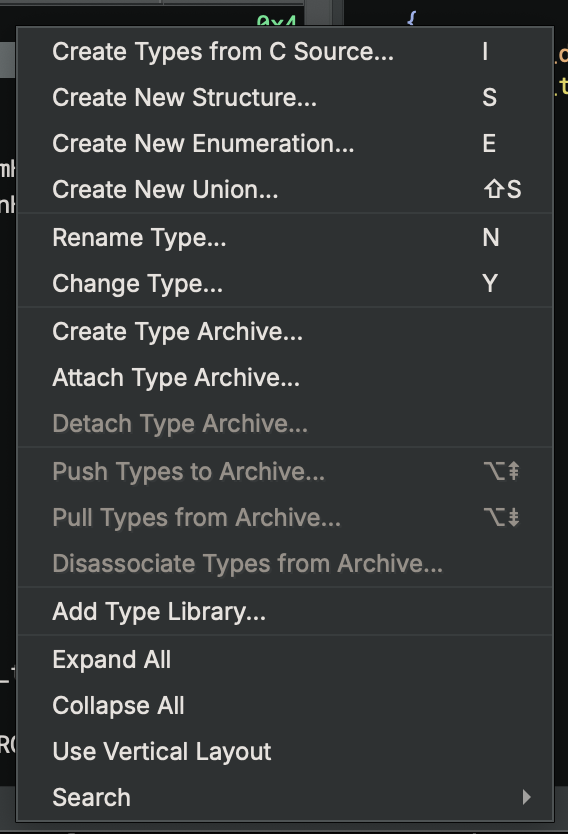 0x4 {
Create Types from C Source... I
Create New Structure... S
Create New Enumeration... E
Create New Union... ⇧S
Rename Type... N
Change Type... Y
Create Type Archive...
Attach Type Archive...
Detach Type Archive...
Push Types to Archive... ⌥⇞
Pull Types from Archive... ⌥⇟
Disassociate Types from Archive...
Add Type Library...
Expand All
Collapse All
Use Vertical Layout
Search